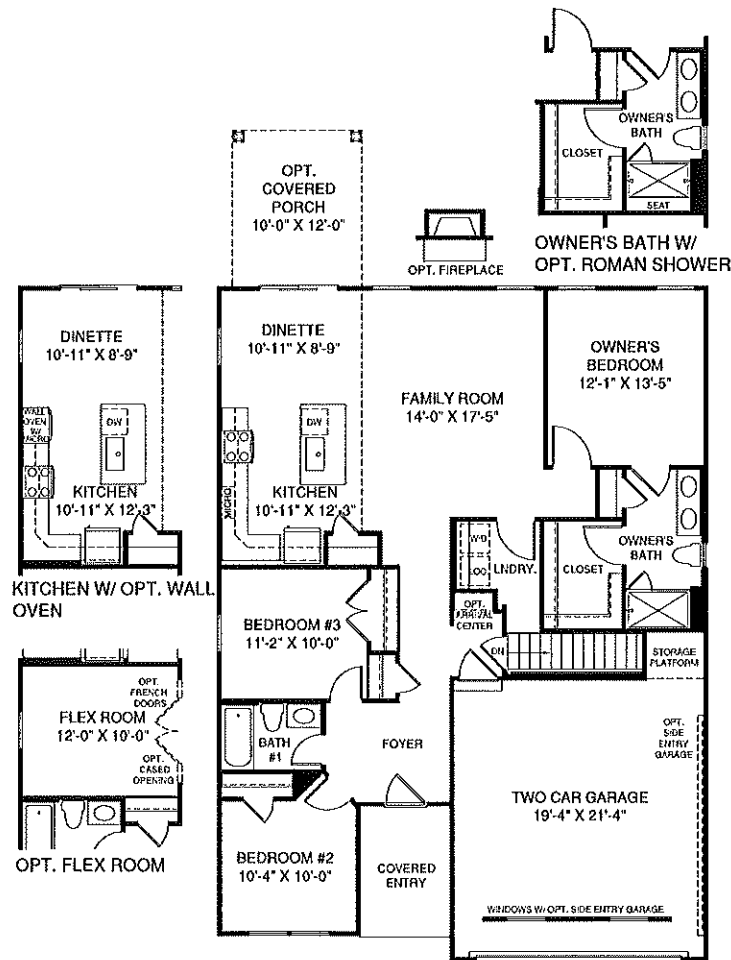 OWNER'S
BATH
CLOSET
SEAT
OWNER'S BATH W/
OPT. ROMAN SHOWER
OPT.
COVERED
PORCH
10'-0" X 12'-0"
OPT. FIREPLACE
DINETTE
10'-11" X 8'-9"
WALL
OVEN
W/
MICRO
DW
KITCHEN
10'-11" X 12'-3"
KITCHEN W/ OPT. WALL
OVEN
DINETTE
10'-11" X 8'-9"
DW
MICRO
KITCHEN
10'-11" X 12'-3"
FAMILY ROOM
14'-0" X 17'-5"
OWNER'S
BEDROOM
12'-1" X 13'-5"
OWNER'S
BATH
CLOSET
LNDRY.
OPT.
ARRIVAL
CENTER
DN
STORAGE
PLATFORM
BEDROOM #3
11'-2" X 10'-0"
OPT.
FRENCH
DOORS
FLEX ROOM
12'-0" X 10'-0"
OPT.
CASED
OPENING
OPT. FLEX ROOM
BATH
#1
FOYER
OPT.
SIDE
ENTRY
GARAGE
TWO CAR GARAGE
19'-4" X 21'-4"
BEDROOM #2
10'-4" X 10'-0"
COVERED
ENTRY
WINDOWS W/ OPT. SIDE ENTRY GARAGE